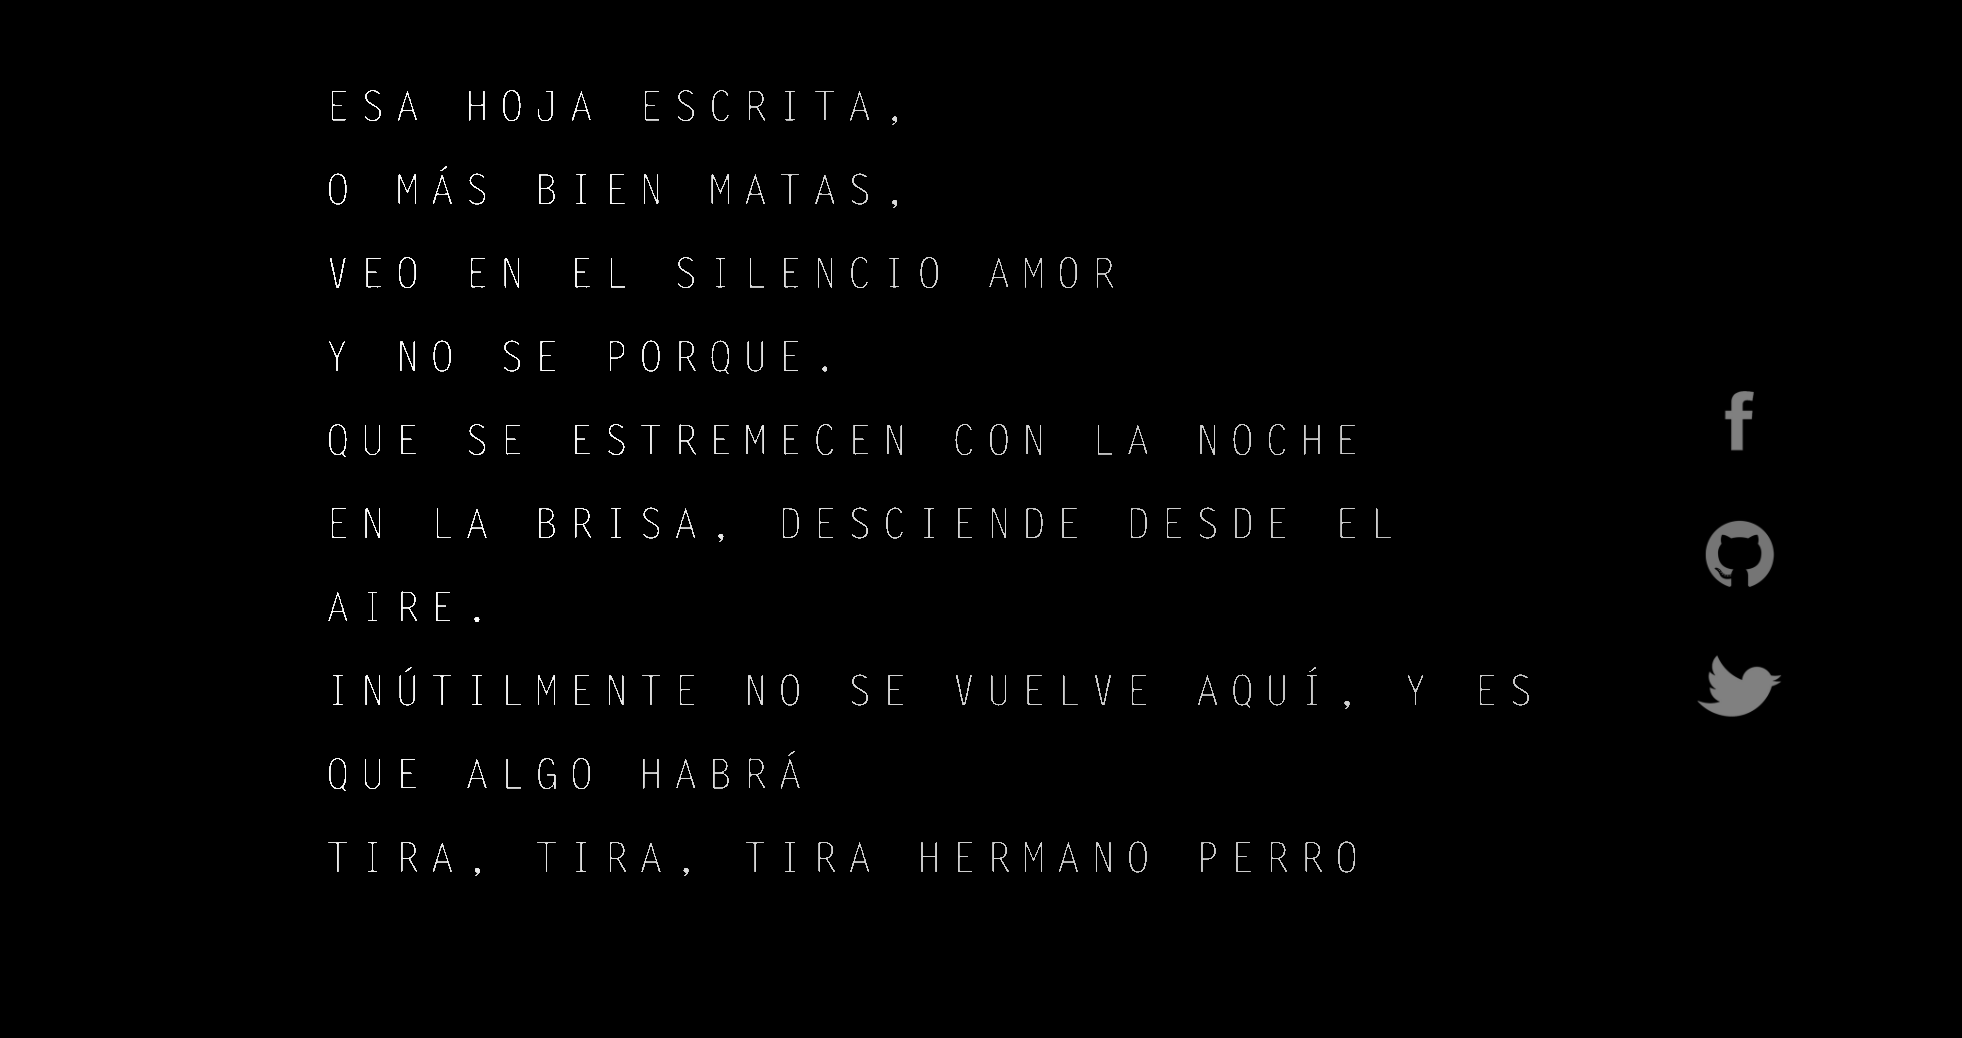 ESA HOJA ESCRITA,
O MÁS BIEN MATAS,
VEO EN EL SILENCIO AMOR
Y NO SE PORQUE.
QUE SE ESTREMECEN CON LA NOCHE
EN LA BRISA, DESCIENDE DESDE EL
AIRE.
INÚTILMENTE NO SE VUELVE AQUÍ, Y ES
QUE ALGO HABRÁ
TIRA, TIRA, TIRA HERMANO PERRO